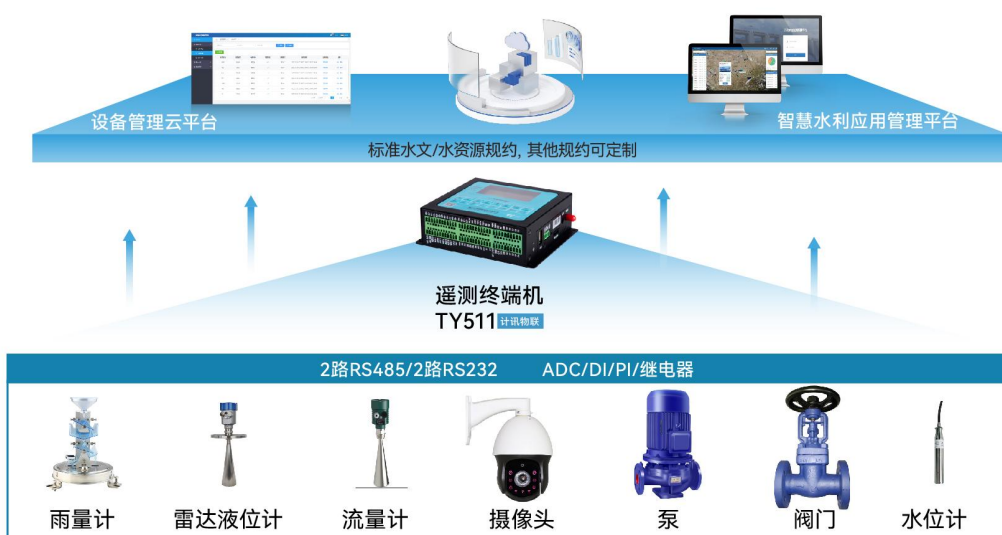 设备管理云平台
智慧水利应用管理平台
标准水文/水资源规约, 其他规约可定制
遥测终端机
TY511 计讯物联
2路RS485/2路RS232 ADC/DI/PI/继电器
雨量计 雷达液位计 流量计 摄像头 泵 阀门 水位计